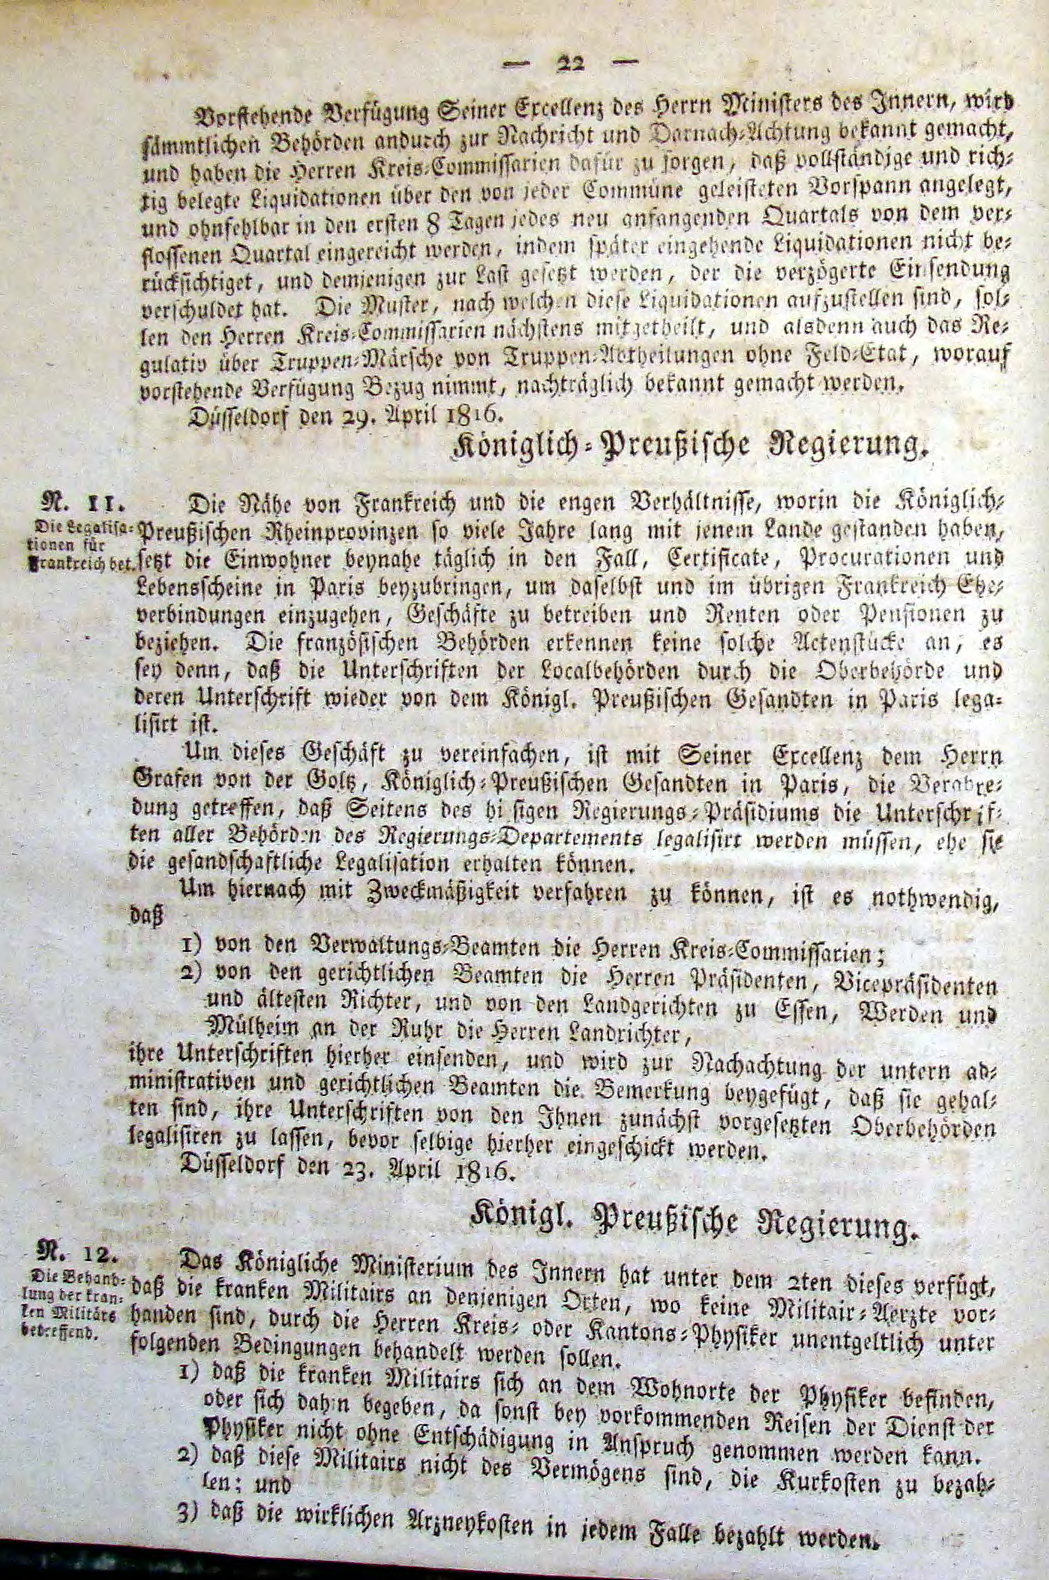 — 22 —
Vorstehende Verfügung Seiner Excellenz des Herrn Ministers des Innern, wird
sämmtlichen Behörden andurch zur Nachricht und Darnach-Achtung bekannt gemacht,
und haben die Herren Kreis-Commissarien dafür zu sorgen, daß vollständige und rich-
tig belegte Liquidationen über den von jeder Commüne geleisteten Vorspann angelegt,
und ohnfehlbar in den ersten 8 Tagen jedes neu anfangenden Quartals von dem ver-
flossenen Quartal eingereicht werden, indem später eingehende Liquidationen nicht be-
rücksichtiget, und demjenigen zur Last gesetzt werden, der die verzögerte Einsendung
verschuldet hat. Die Muster, nach welchen diese Liquidationen aufzustellen sind, sol-
len den Herren Kreis-Commissarien nächstens mitgetheilt, und alsdenn auch das Re-
gulativ über Truppen-Märsche von Truppen-Abtheilungen ohne Feld-Etat, worauf
vorstehende Verfügung Bezug nimmt, nachträglich bekannt gemacht werden.
Düsseldorf den 29. April 1816.
Königlich-Preußische Regierung.
N. 11.
Die Legalisa-
tionen für
Frankreich bet.
Die Nähe von Frankreich und die engen Verhältnisse, worin die Königlich-
Preußischen Rheinprovinzen so viele Jahre lang mit jenem Lande gestanden haben,
setzt die Einwohner beynahe täglich in den Fall, Certificate, Procurationen und
Lebensscheine in Paris beyzubringen, um daselbst und im übrigen Frankreich Ehe-
verbindungen einzugehen, Geschäfte zu betreiben und Renten oder Pensionen zu
beziehen. Die französischen Behörden erkennen keine solche Actenstücke an, es
sey denn, daß die Unterschriften der Localbehörden durch die Oberbehörde und
deren Unterschrift wieder von dem Königl. Preußischen Gesandten in Paris lega-
lisirt ist.
Um dieses Geschäft zu vereinfachen, ist mit Seiner Excellenz dem Herrn
Grafen von der Goltz, Königlich-Preußischen Gesandten in Paris, die Verabre-
dung getreffen, daß Seitens des hiesigen Regierungs-Präsidiums die Unterschrif-
ten aller Behörden des Regierungs-Departements legalisirt werden müssen, ehe sie
die gesandschaftliche Legalisation erhalten können.
Um hiernach mit Zweckmäßigkeit verfahren zu können, ist es nothwendig,
daß
1) von den Verwaltungs-Beamten die Herren Kreis-Commissarien;
2) von den gerichtlichen Beamten die Herren Präsidenten, Vicepräsidenten
und ältesten Richter, und von den Landgerichten zu Essen, Werden und
Mülheim an der Ruhr die Herren Landrichter,
ihre Unterschriften hierher einsenden, und wird zur Nachachtung der untern ad-
ministrativen und gerichtlichen Beamten die Bemerkung beygefügt, daß sie gehal-
ten sind, ihre Unterschriften von den Ihnen zunächst vorgesetzten Oberbehörden
legalisiren zu lassen, bevor selbige hierher eingeschickt werden.
Düsseldorf den 23. April 1816.
Königl. Preußische Regierung.
N. 12.
Die Behand-
lung der kran-
ken Militärs
betreffend.
Das Königliche Ministerium des Innern hat unter dem 2ten dieses verfügt,
daß die kranken Militairs an denjenigen Orten, wo keine Militair-Aerzte vor-
handen sind, durch die Herren Kreis- oder Kantons-Physiker unentgeltlich unter
folgenden Bedingungen behandelt werden sollen.
1) daß die kranken Militairs sich an dem Wohnorte der Physiker befinden,
oder sich dahin begeben, da sonst bey vorkommenden Reisen der Dienst der
Physiker nicht ohne Entschädigung in Anspruch genommen werden kann.
2) daß diese Militairs nicht des Vermögens sind, die Kurkosten zu bezah-
len; und
3) daß die wirklichen Arzneykosten in jedem Falle bezahlt werden.